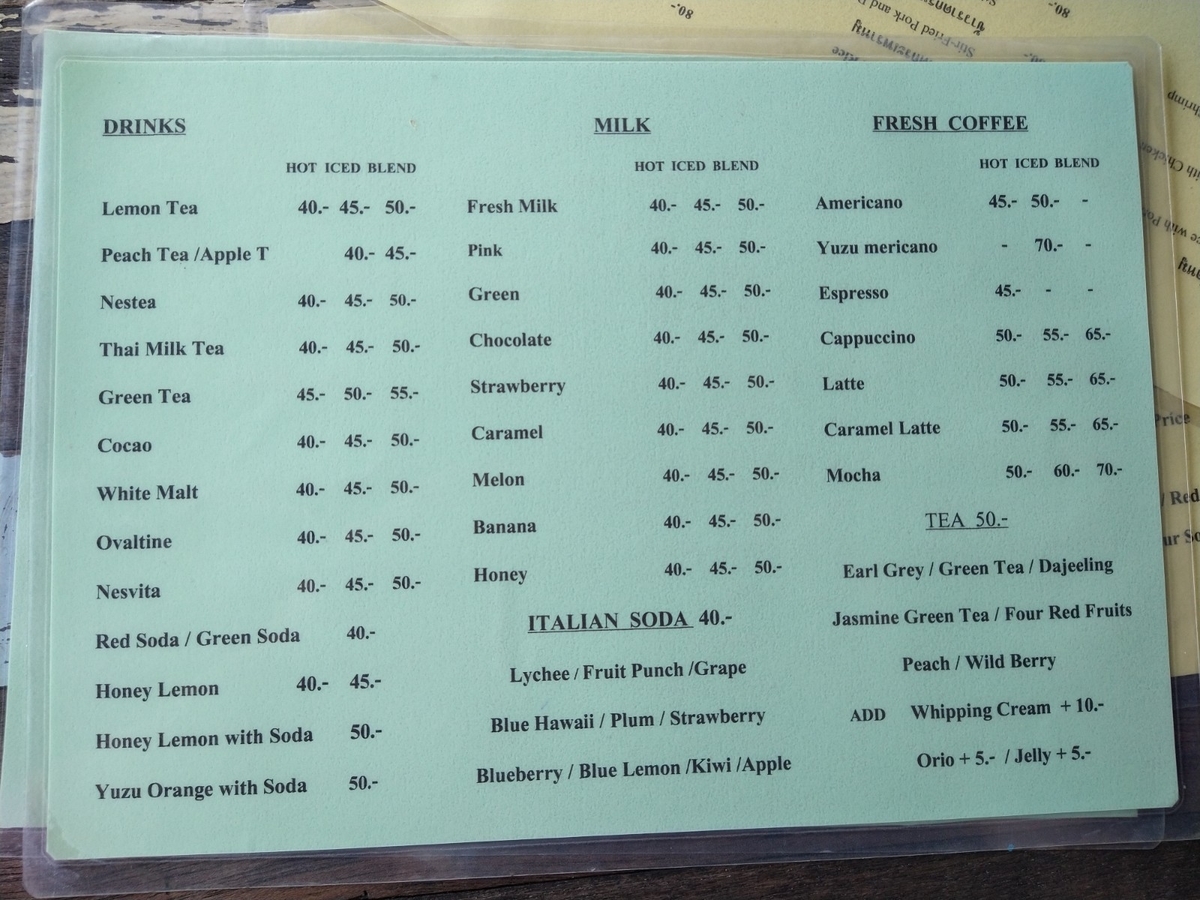 DRINKS
HOT ICED BLEND
Lemon Tea 40.- 45.- 50.-
Peach Tea /Apple T 40.- 45.-
Nestea 40.- 45.- 50.-
Thai Milk Tea 40.- 45.- 50.-
Green Tea 45.- 50.- 55.-
Cocao 40.- 45.- 50.-
White Malt 40.- 45.- 50.-
Ovaltine 40.- 45.- 50.-
Nesvita 40.- 45.- 50.-
Red Soda / Green Soda 40.-
Honey Lemon 40.- 45.-
Honey Lemon with Soda 50.-
Yuzu Orange with Soda 50.-
MILK
HOT ICED BLEND
Fresh Milk 40.- 45.- 50.-
Pink 40.- 45.- 50.-
Green 40.- 45.- 50.-
Chocolate 40.- 45.- 50.-
Strawberry 40.- 45.- 50.-
Caramel 40.- 45.- 50.-
Melon 40.- 45.- 50.-
Banana 40.- 45.- 50.-
Honey 40.- 45.- 50.-
ITALIAN SODA 40.-
Lychee / Fruit Punch /Grape
Blue Hawaii / Plum / Strawberry
Blueberry / Blue Lemon /Kiwi /Apple
FRESH COFFEE
HOT ICED BLEND
Americano 45.- 50.- -
Yuzu mericano - 70.- -
Espresso 45.- - -
Cappuccino 50.- 55.- 65.-
Latte 50.- 55.- 65.-
Caramel Latte 50.- 55.- 65.-
Mocha 50.- 60.- 70.-
TEA 50.-
Earl Grey / Green Tea / Dajeeling
Jasmine Green Tea / Four Red Fruits
Peach / Wild Berry
ADD Whipping Cream + 10.-
Orio + 5.- / Jelly + 5.-
80.-
80.-
Stir-Fried Pork and
Rice
with Chicken
Price
/ Red